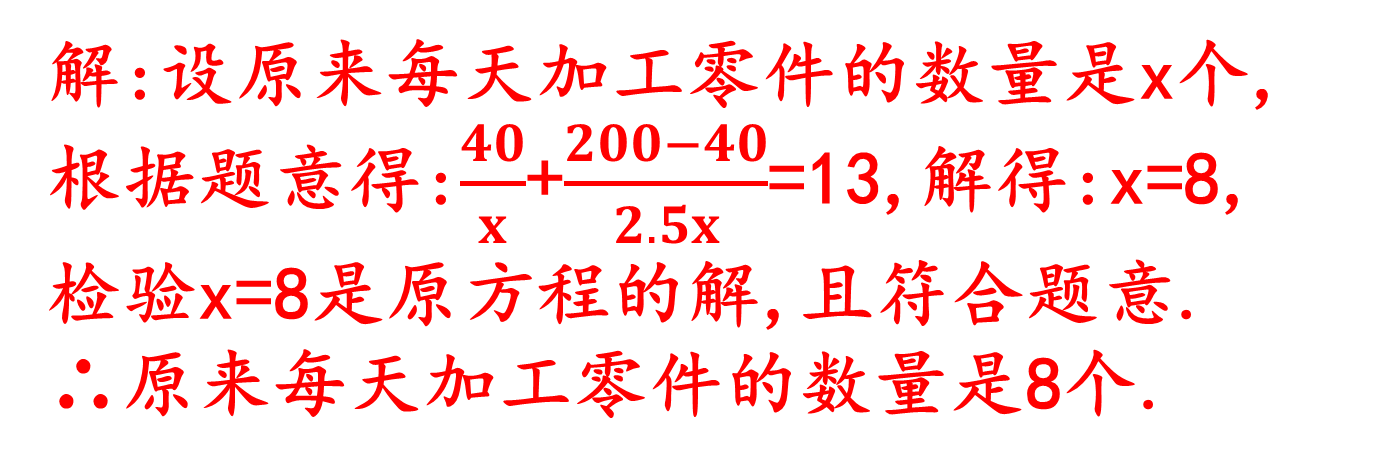 解:设原来每天加工零件的数量是x个,
根据题意得:40/x+(200-40)/2.5x=13,解得:x=8,
检验x=8是原方程的解,且符合题意.
∴原来每天加工零件的数量是8个.